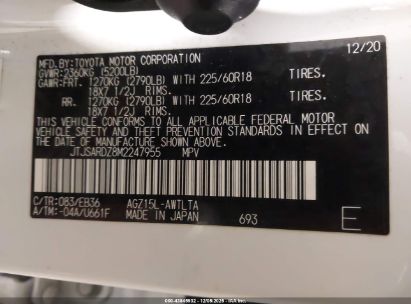 12/20
MFD.BY:TOYOTA MOTOR CORPORATION
GVWR:2360KG (5200LB)
GAWR:FRT. 1270KG (2790LB) WITH 225/60R18 TIRES.
18X7 1/2J RIMS.
RR. 1270KG (2790LB) WITH 225/60R18 TIRES.
18X7 1/2J RIMS.
THIS VEHICLE CONFORMS TO ALL APPLICABLE FEDERAL MOTOR
VEHICLE SAFETY, BUMPER, AND THEFT PREVENTION STANDARDS IN EFFECT
ON THE DATE OF MANUFACTURE SHOWN ABOVE.
JTJSARDZ8M2247955 MPV
C/TR:083/EB36 AGZ15L-AWTLTA
A/TM:-04A/U661F MADE IN JAPAN 693 E